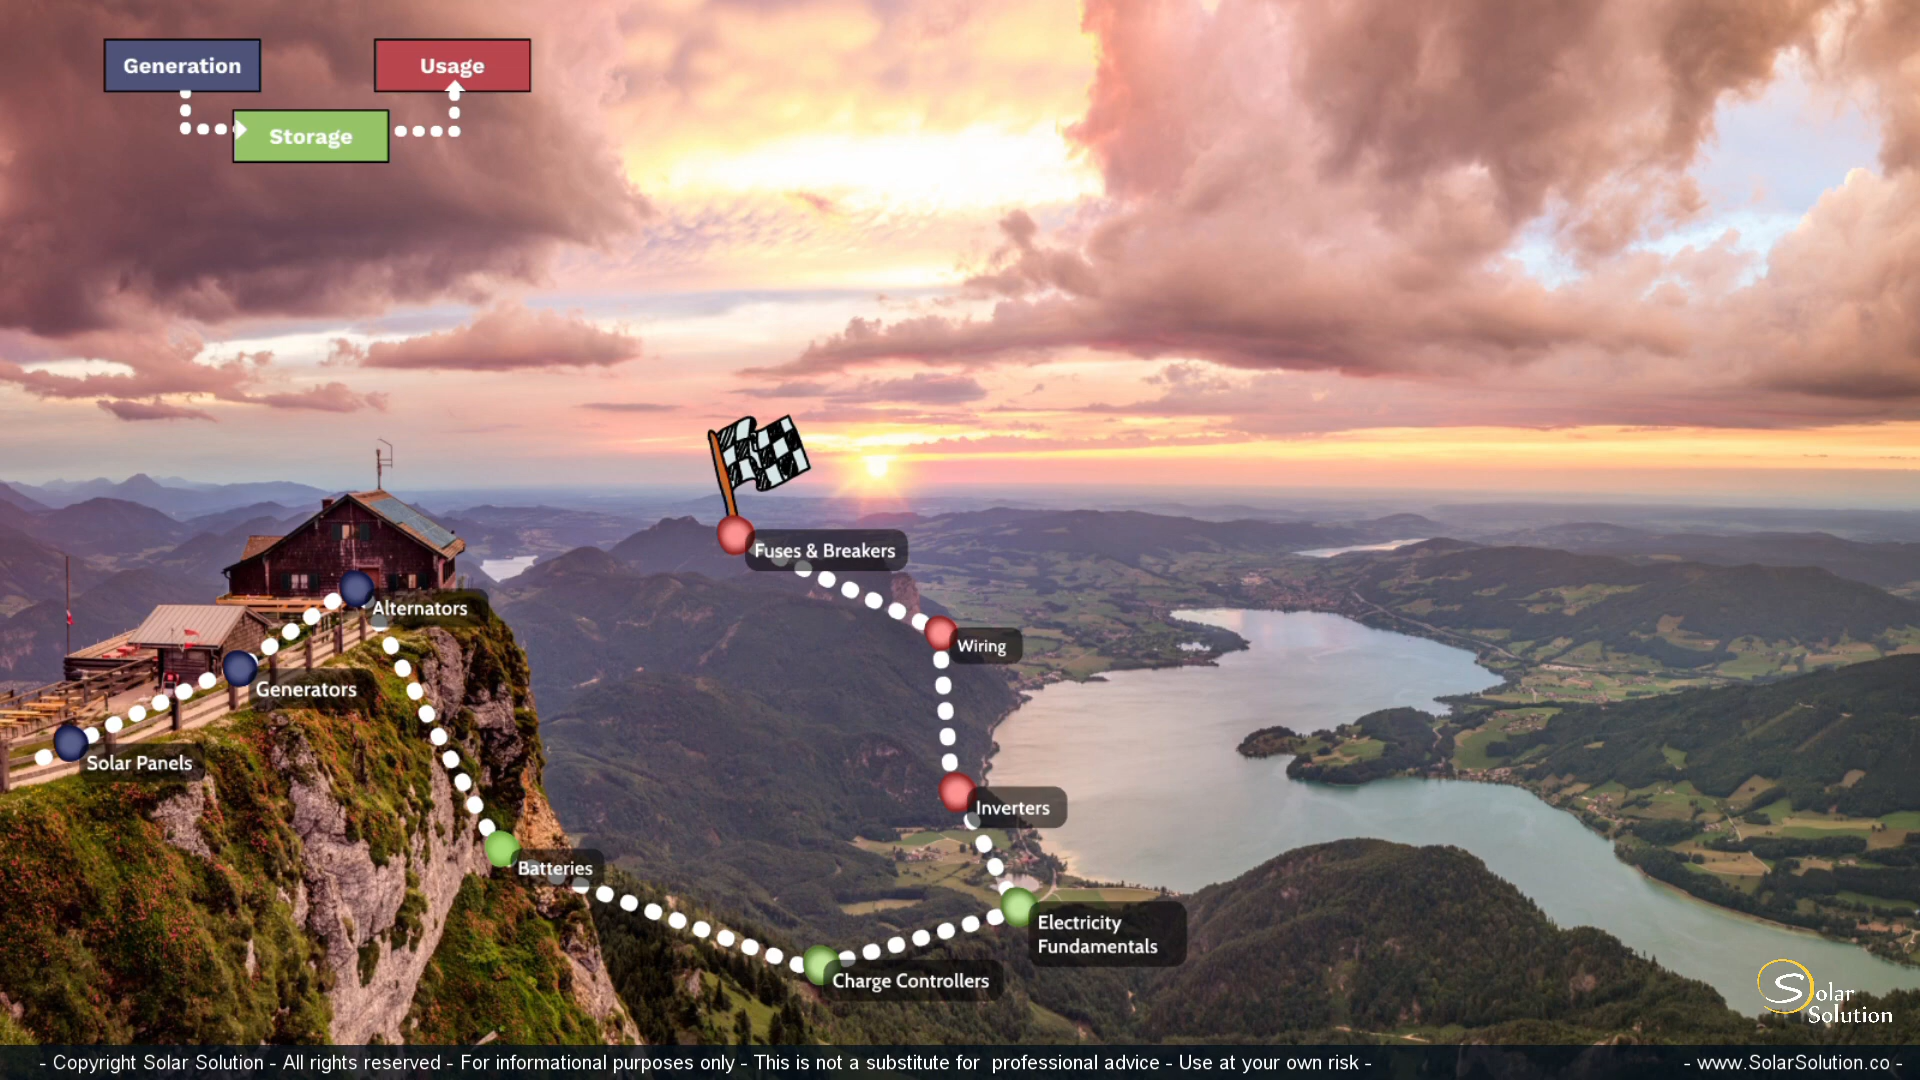 Generation
Usage
Storage
Fuses & Breakers
Alternators
Wiring
Generators
Solar Panels
Inverters
Batteries
Electricity
Fundamentals
Charge Controllers
Solar
Solution
- Copyright Solar Solution - All rights reserved - For informational purposes only - This is not a substitute for professional advice - Use at your own risk -
- www.SolarSolution.co -